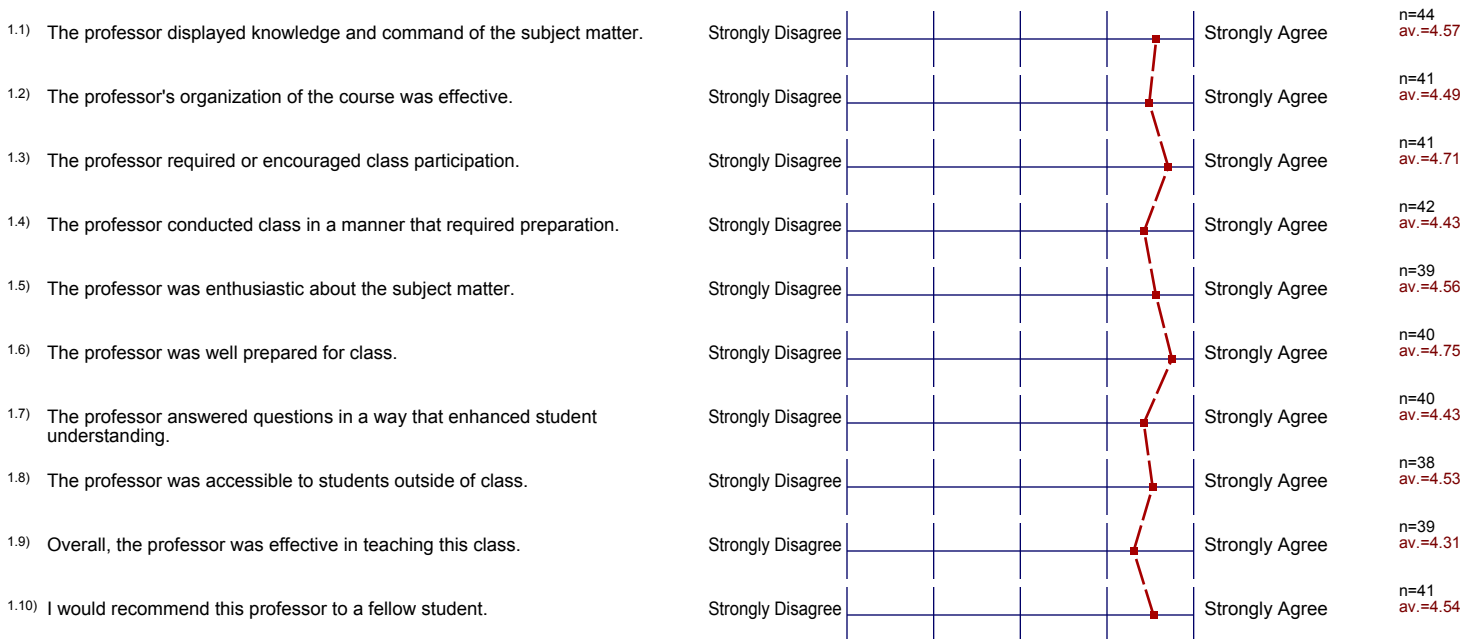 1.1) The professor displayed knowledge and command of the subject matter. Strongly Disagree Strongly Agree n=44
av.=4.57
1.2) The professor's organization of the course was effective. Strongly Disagree Strongly Agree n=41
av.=4.49
1.3) The professor required or encouraged class participation. Strongly Disagree Strongly Agree n=41
av.=4.71
1.4) The professor conducted class in a manner that required preparation. Strongly Disagree Strongly Agree n=42
av.=4.43
1.5) The professor was enthusiastic about the subject matter. Strongly Disagree Strongly Agree n=39
av.=4.56
1.6) The professor was well prepared for class. Strongly Disagree Strongly Agree n=40
av.=4.75
1.7) The professor answered questions in a way that enhanced student
understanding. Strongly Disagree Strongly Agree n=40
av.=4.43
1.8) The professor was accessible to students outside of class. Strongly Disagree Strongly Agree n=38
av.=4.53
1.9) Overall, the professor was effective in teaching this class. Strongly Disagree Strongly Agree n=39
av.=4.31
1.10) I would recommend this professor to a fellow student. Strongly Disagree Strongly Agree n=41
av.=4.54